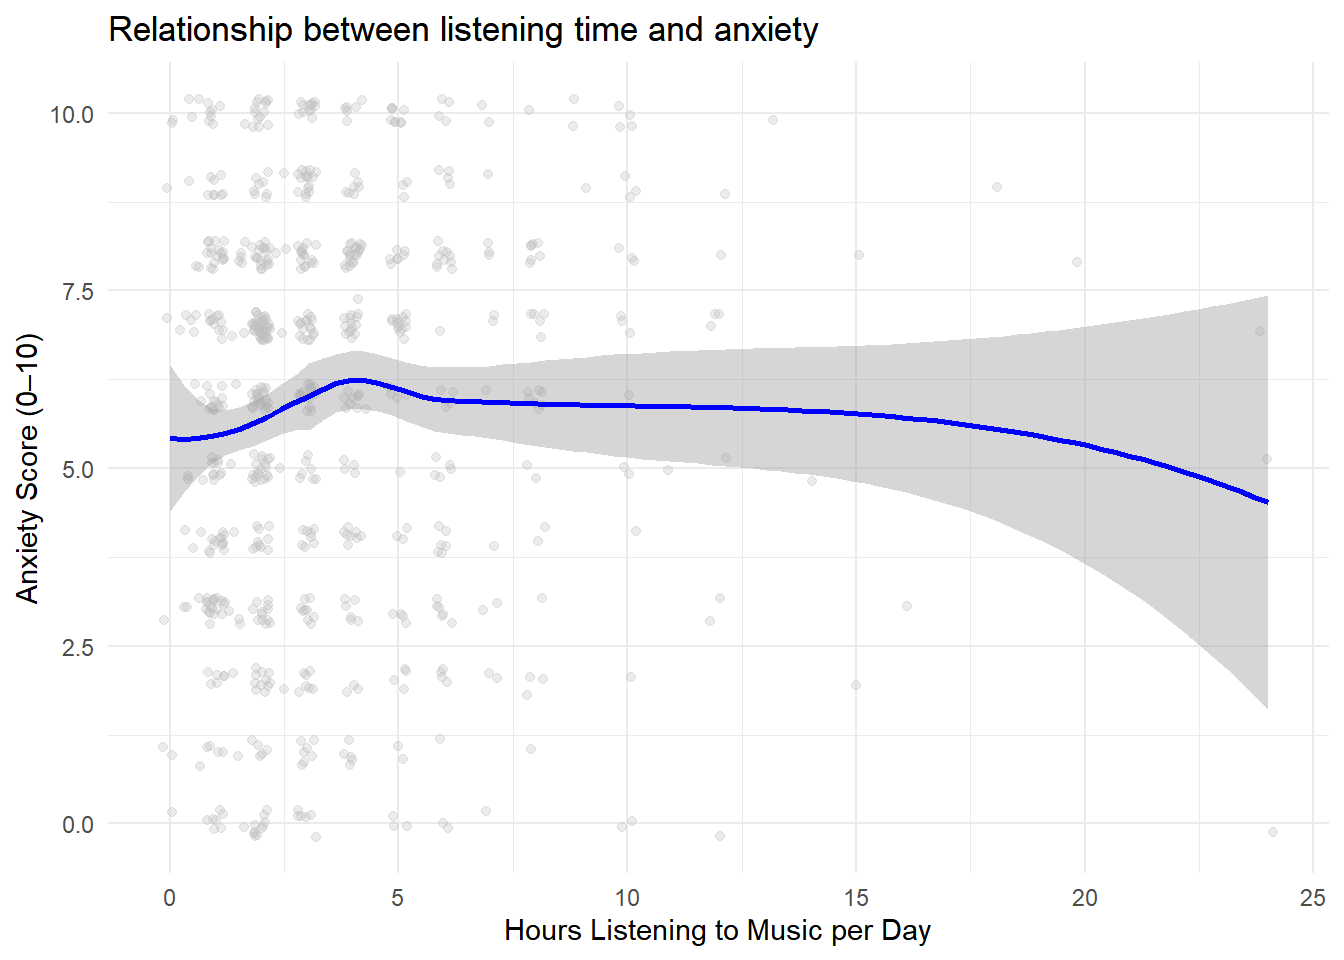 Relationship between listening time and anxiety
10.0
7.5
5.0
2.5
0.0
Anxiety Score (0–10)
0 5 10 15 20 25
Hours Listening to Music per Day